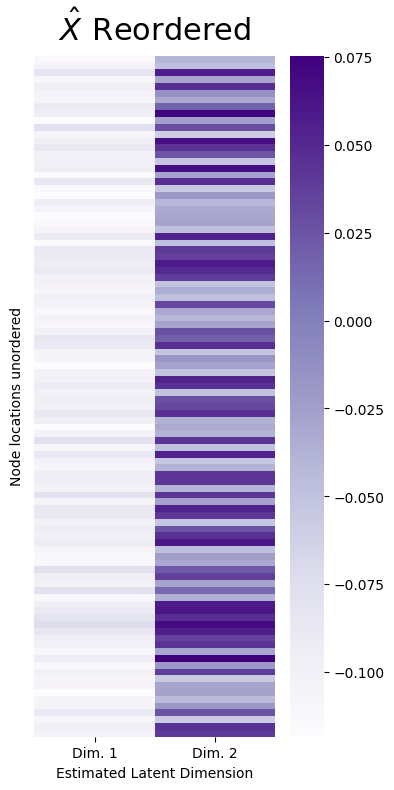 X̂ Reordered
Node locations unordered
Dim. 1
Dim. 2
Estimated Latent Dimension
0.075
0.050
0.025
0.000
−0.025
−0.050
−0.075
−0.100